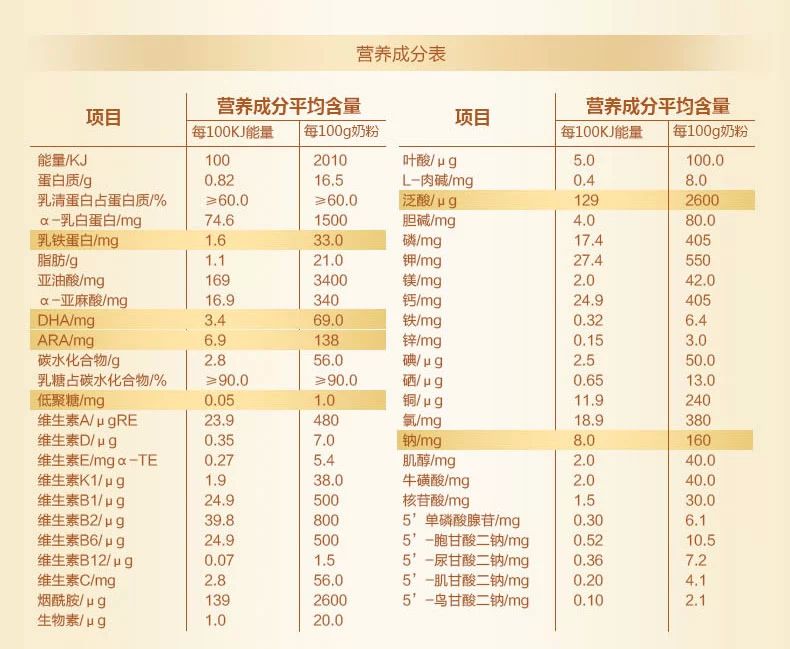 营养成分表
项目 营养成分平均含量
每100KJ能量 每100g奶粉
能量/KJ 100 2010
蛋白质/g 0.82 16.5
乳清蛋白占蛋白质/% ≥60.0 ≥60.0
α-乳白蛋白/mg 74.6 1500
乳铁蛋白/mg 1.6 33.0
脂肪/g 1.1 21.0
亚油酸/mg 169 3400
α-亚麻酸/mg 16.9 340
DHA/mg 3.4 69.0
ARA/mg 6.9 138
碳水化合物/g 2.8 56.0
乳糖占碳水化合物/% ≥90.0 ≥90.0
低聚糖/mg 0.05 1.0
维生素A/μgRE 23.9 480
维生素D/μg 0.35 7.0
维生素E/mgα-TE 0.27 5.4
维生素K1/μg 1.9 38.0
维生素B1/μg 24.9 500
维生素B2/μg 39.8 800
维生素B6/μg 24.9 500
维生素B12/μg 0.07 1.5
维生素C/mg 2.8 56.0
烟酰胺/μg 139 2600
生物素/μg 1.0 20.0
项目 营养成分平均含量
每100KJ能量 每100g奶粉
叶酸/μg 5.0 100.0
L-肉碱/mg 0.4 8.0
泛酸/μg 129 2600
胆碱/mg 4.0 80.0
磷/mg 17.4 405
钾/mg 27.4 550
镁/mg 2.0 42.0
钙/mg 24.9 405
铁/mg 0.32 6.4
锌/mg 0.15 3.0
碘/μg 2.5 50.0
硒/μg 0.65 13.0
铜/μg 11.9 240
氯/mg 18.9 380
钠/mg 8.0 160
肌醇/mg 2.0 40.0
牛磺酸/mg 2.0 40.0
核苷酸/mg 1.5 30.0
5’单磷酸腺苷/mg 0.30 6.1
5’-胞甘酸二钠/mg 0.52 10.5
5’-尿甘酸二钠/mg 0.36 7.2
5’-肌甘酸二钠/mg 0.20 4.1
5’-鸟甘酸二钠/mg 0.10 2.1